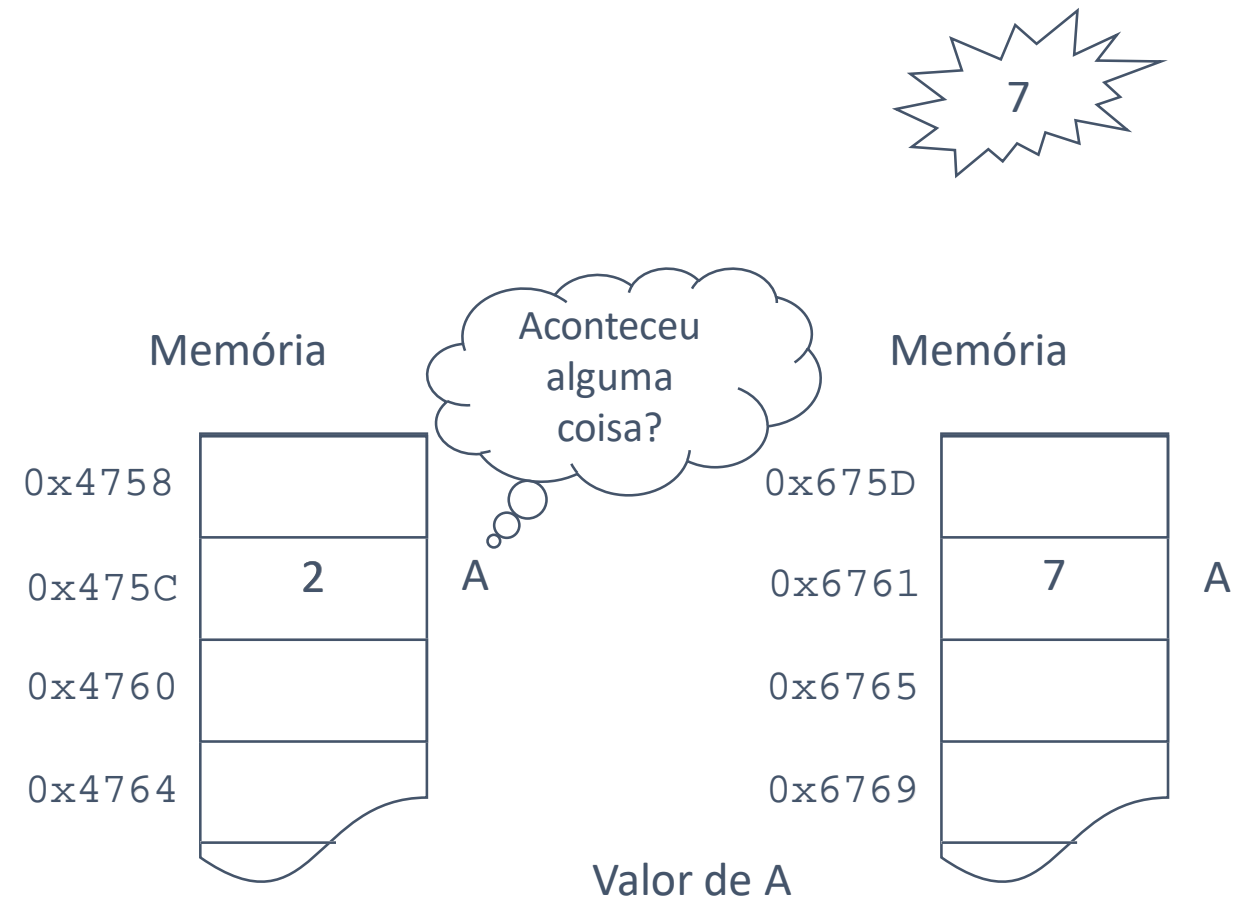 7
Memória
Aconteceu
alguma
coisa?
Memória
0x4758
0x475C
2
A
0x4760
0x4764
0x675D
0x6761
7
A
0x6765
0x6769
Valor de A